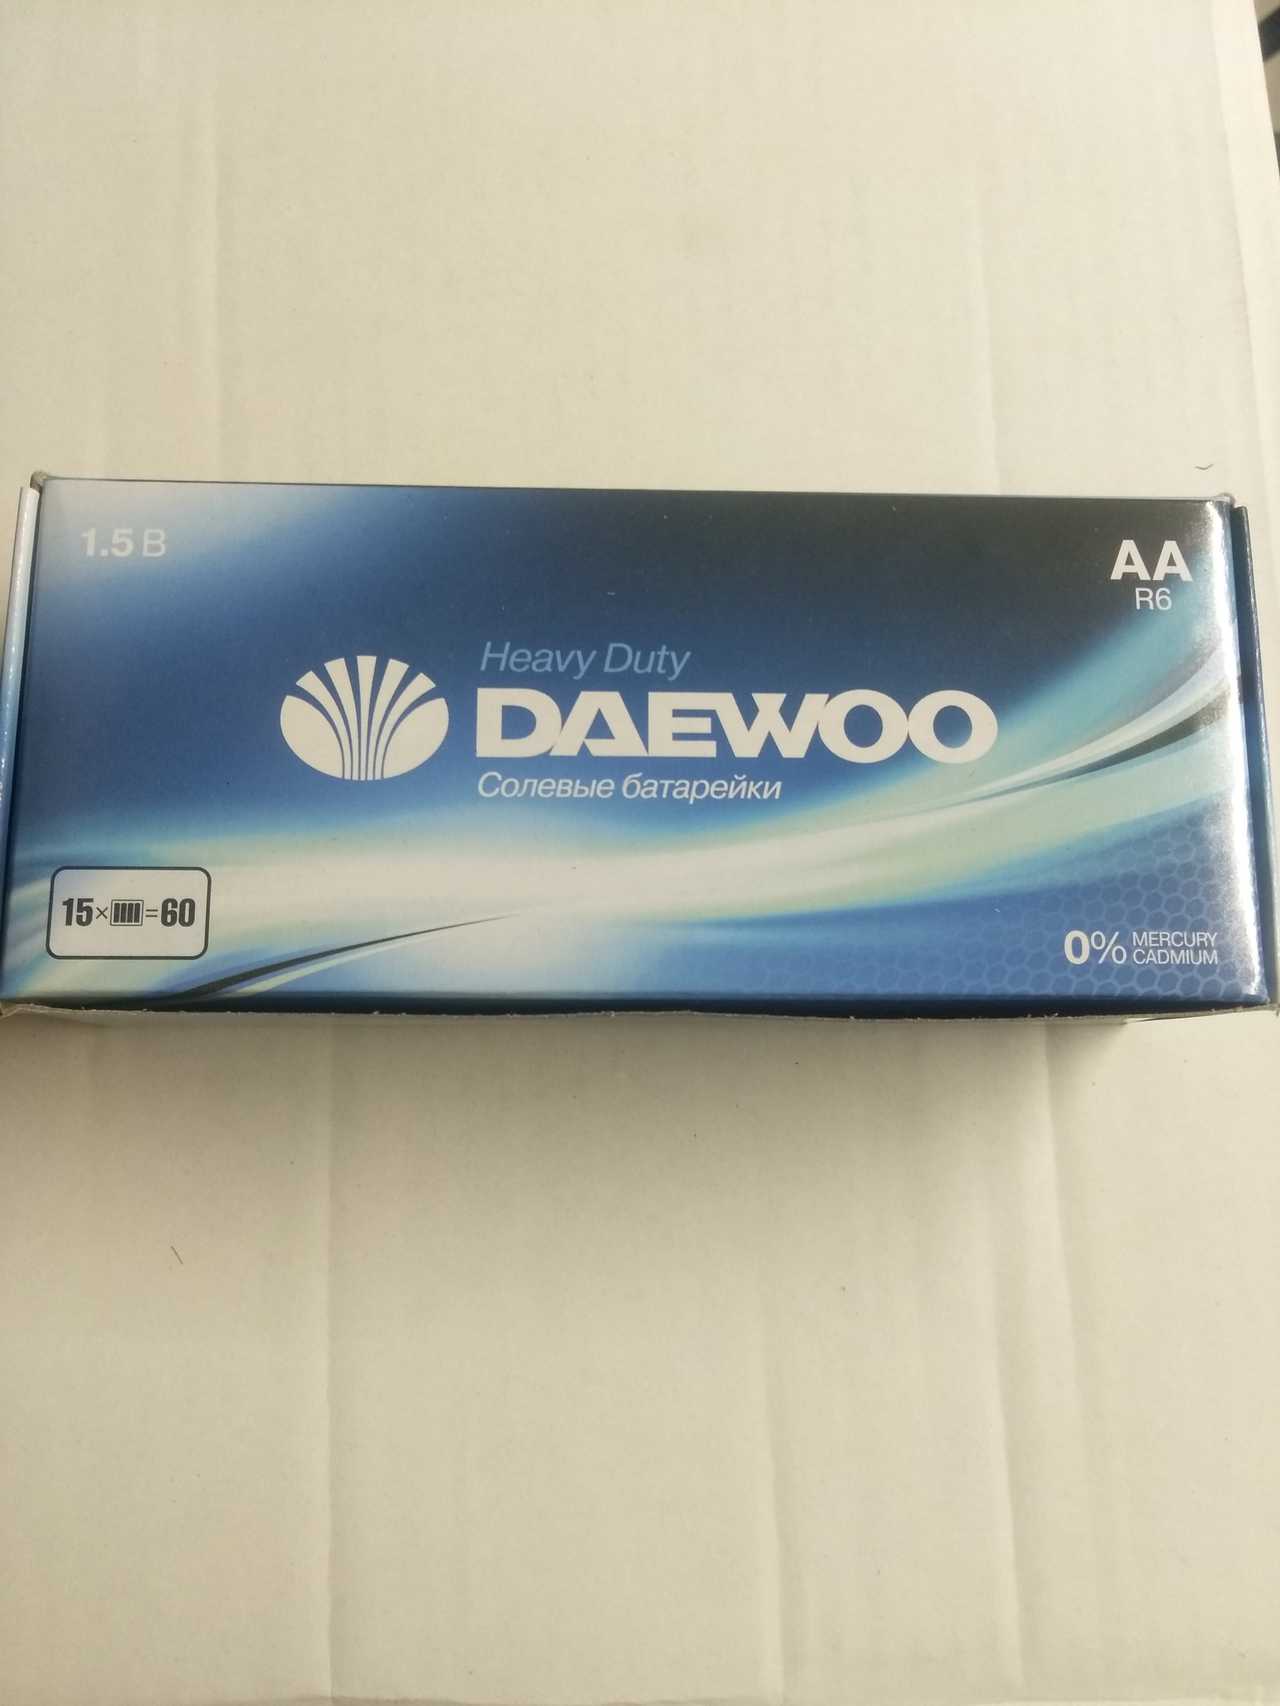 1.5 В
AA
R6
Heavy Duty
DAEWOO
Солевые батарейки
15× =60
0% MERCURY
CADMIUM